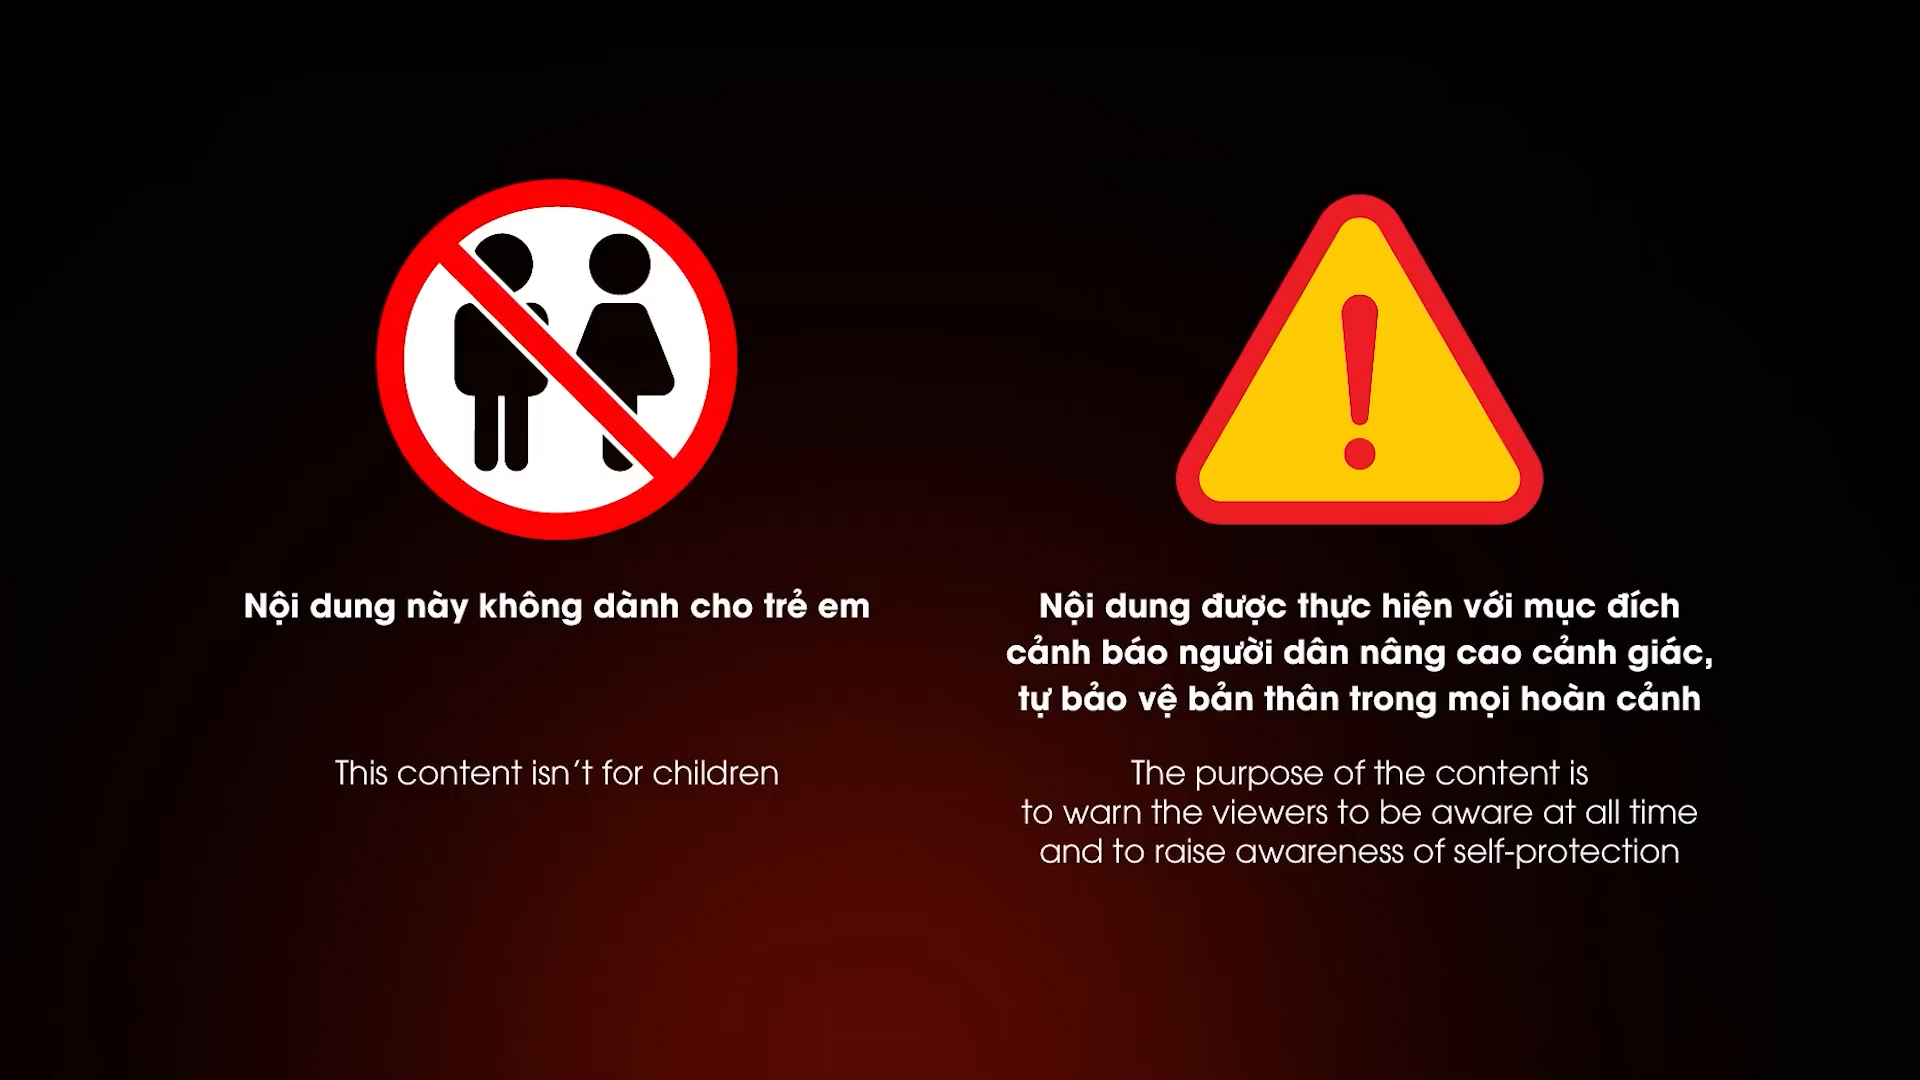 Nội dung này không dành cho trẻ em
This content isn't for children
Nội dung được thực hiện với mục đích
cảnh báo người dân nâng cao cảnh giác,
tự bảo vệ bản thân trong mọi hoàn cảnh
The purpose of the content is
to warn the viewers to be aware at all time
and to raise awareness of self-protection